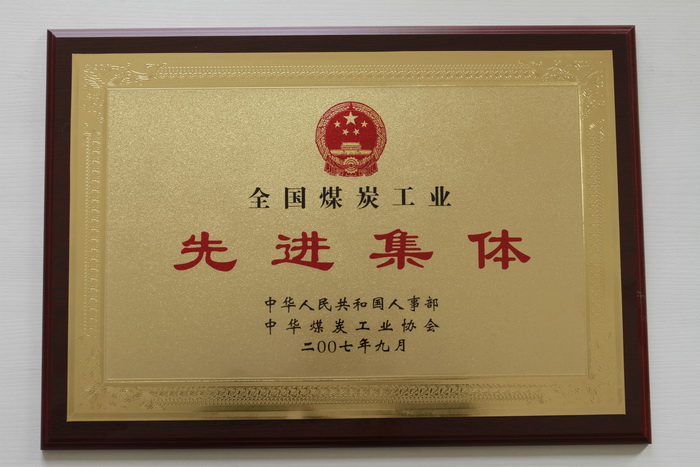 全国煤炭工业
先进集体
中华人民共和国人事部
中华煤炭工业协会
二00七年九月